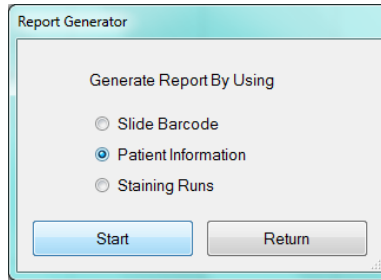 Report Generator
Generate Report By Using
Slide Barcode
Patient Information
Staining Runs
Start Return